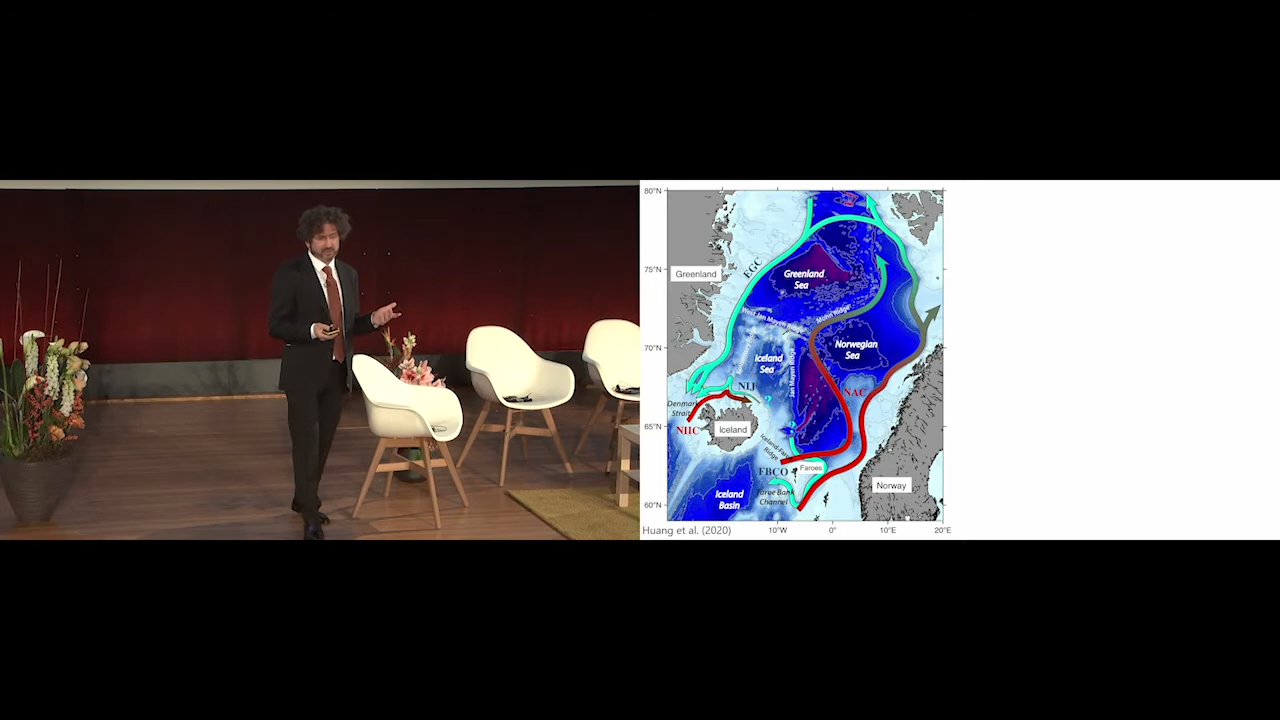 80°N
75°N
70°N
65°N
60°N
Greenland
EGC
Greenland
Sea
West Jan Mayen Ridge
Mohn Ridge
Norwegian
Sea
Iceland
Sea
Jan Mayen Ridge
NIJ
NAC
Denmark
Strait
NIIC
Iceland
Iceland-Faroe
Ridge
FBCO
Faroes
Faroe Bank
Channel
Iceland
Basin
Norway
10°W
0°
10°E
20°E
Huang et al. (2020)